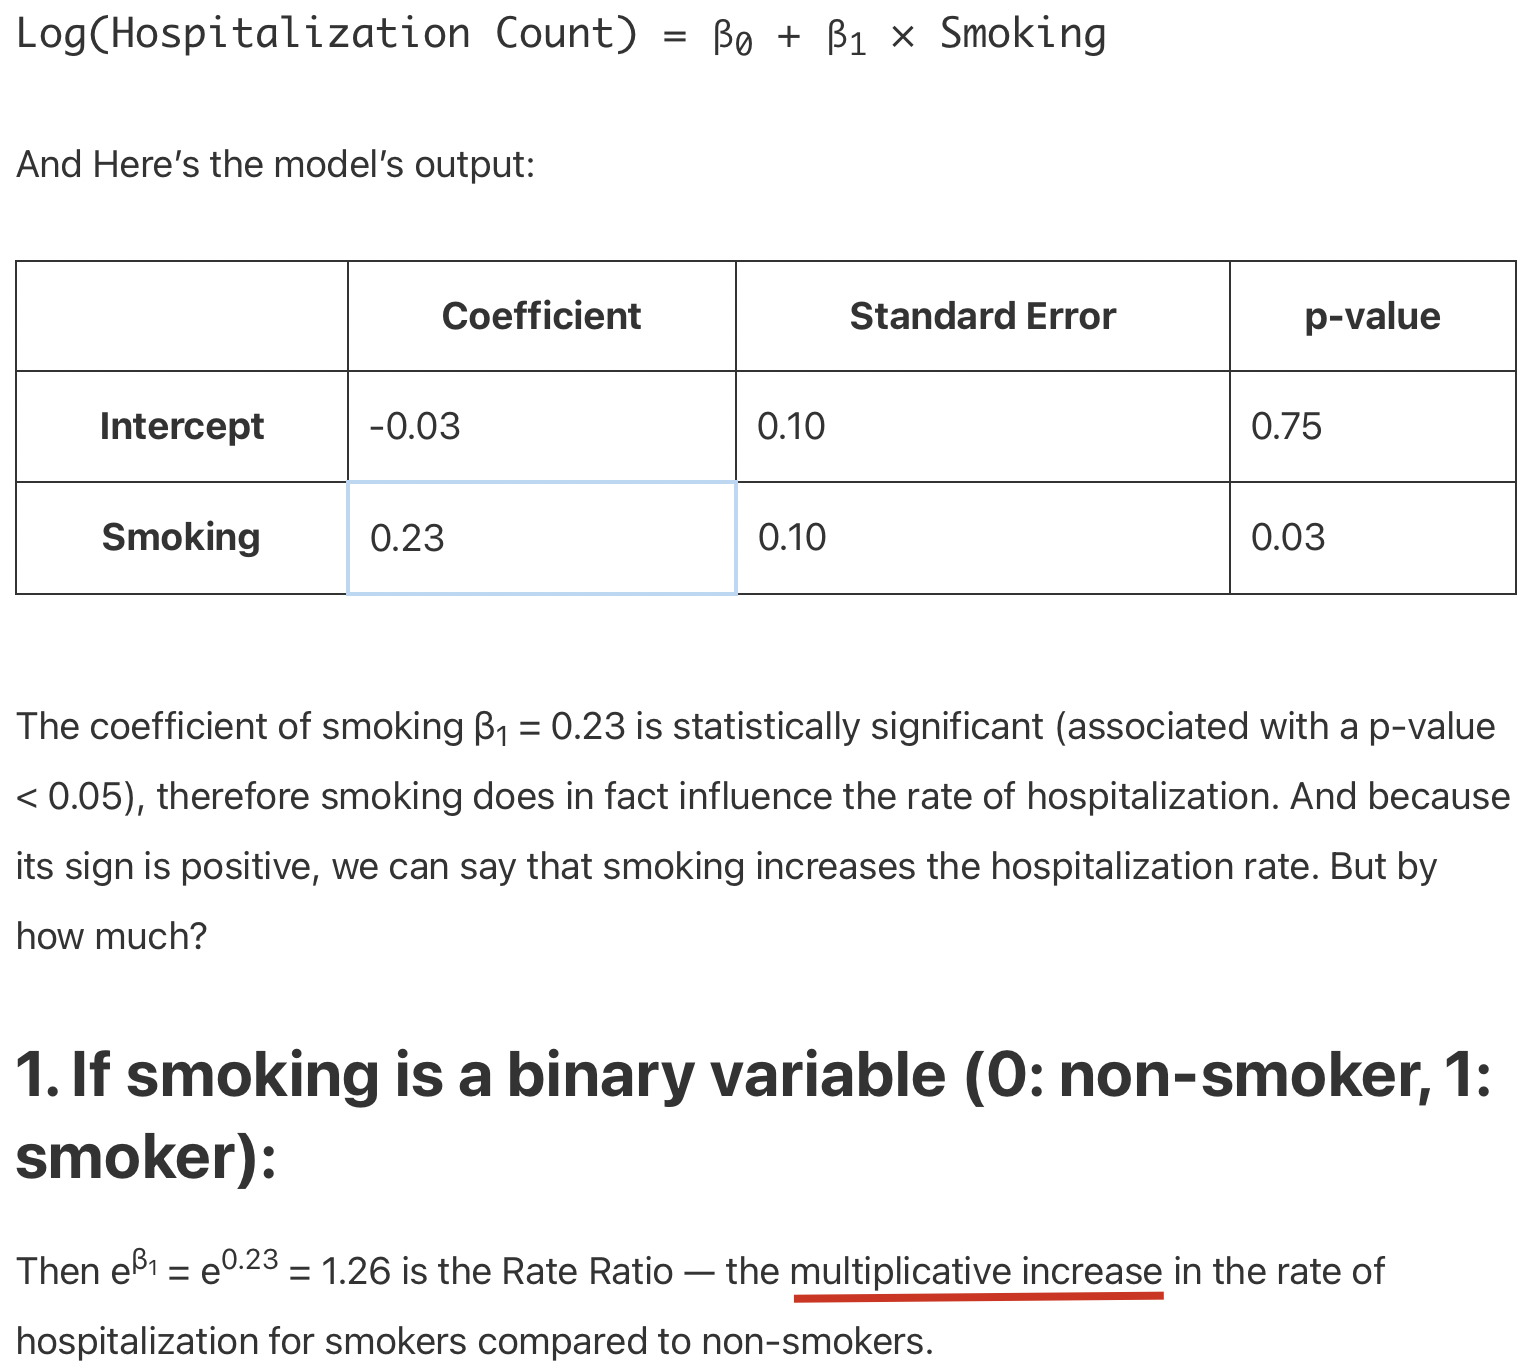 Log(Hospitalization Count) = β₀ + β₁ × Smoking
And Here’s the model’s output:
Coefficient Standard Error p-value
Intercept -0.03 0.10 0.75
Smoking 0.23 0.10 0.03
The coefficient of smoking β₁ = 0.23 is statistically significant (associated with a p-value
< 0.05), therefore smoking does in fact influence the rate of hospitalization. And because
its sign is positive, we can say that smoking increases the hospitalization rate. But by
how much?
1. If smoking is a binary variable (0: non-smoker, 1:
smoker):
Then e^β₁ = e^0.23 = 1.26 is the Rate Ratio — the multiplicative increase in the rate of
hospitalization for smokers compared to non-smokers.